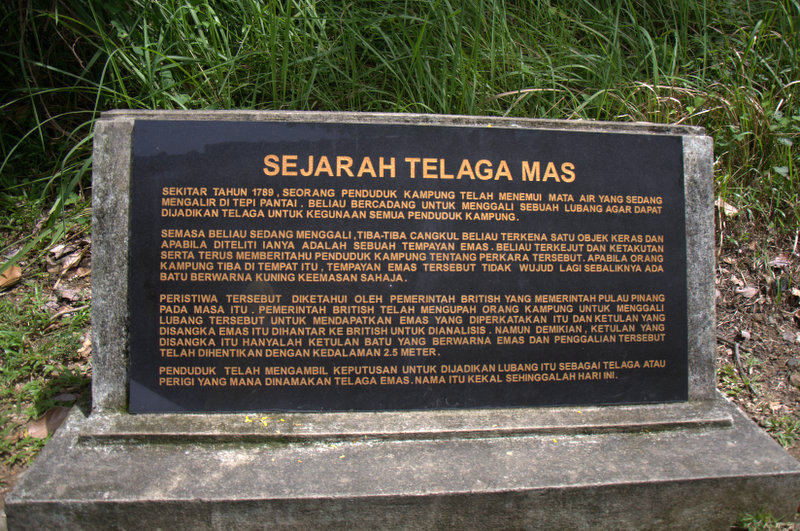 SEJARAH TELAGA MAS
SEKITAR TAHUN 1789, SEORANG PENDUDUK KAMPUNG TELAH MENEMUI MATA AIR YANG SEDANG
MENGALIR DI TEPI PANTAI. BELIAU BERCADANG UNTUK MENGGALI SEBUAH LUBANG AGAR DAPAT
DIJADIKAN TELAGA UNTUK KEGUNAAN SEMUA PENDUDUK KAMPUNG.
SEMASA BELIAU SEDANG MENGGALI, TIBA-TIBA CANGKUL BELIAU TERKENA SATU OBJEK KERAS DAN
APABILA DITELITI IANYA ADALAH SEBUAH TEMPAYAN EMAS. BELIAU TERKEJUT DAN KETAKUTAN
SERTA TERUS MEMBERITAHU PENDUDUK KAMPUNG TENTANG PERKARA TERSEBUT. APABILA ORANG
KAMPUNG TIBA DI TEMPAT ITU, TEMPAYAN EMAS TERSEBUT TIDAK WUJUD LAGI SEBALIKNYA ADA
BATU BERWARNA KUNING KEEMASAN SAHAJA.
PERISTIWA TERSEBUT DIKETAHUI OLEH PEMERINTAH BRITISH YANG MEMERINTAH PULAU PINANG
PADA MASA ITU. PEMERINTAH BRITISH TELAH MENGUPAH ORANG KAMPUNG UNTUK MENGGALI
LUBANG TERSEBUT UNTUK MENDAPATKAN EMAS YANG DIPERKATAKAN ITU DAN KETULAN YANG
DISANGKA EMAS ITU DIHANTAR KE BRITISH UNTUK DIANALISIS. NAMUN DEMIKIAN, KETULAN YANG
DISANGKA ITU HANYALAH KETULAN BATU YANG BERWARNA EMAS DAN PENGGALIAN TERSEBUT
TELAH DIHENTIKAN DENGAN KEDALAMAN 2.5 METER.
PENDUDUK TELAH MENGAMBIL KEPUTUSAN UNTUK DIJADIKAN LUBANG ITU SEBAGAI TELAGA ATAU
PERIGI YANG MANA DINAMAKAN TELAGA EMAS. NAMA ITU KEKAL SEHINGGALAH HARI INI.